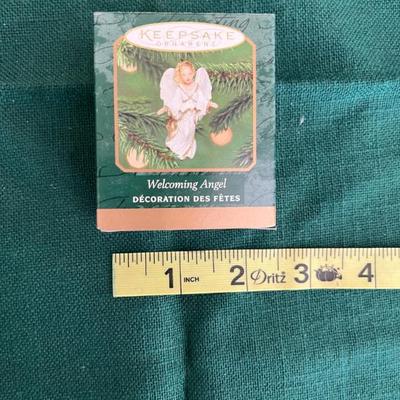 KEEPSAKE
ORNAMENT
Welcoming Angel
DÉCORATION DES FÊTES
1 INCH 2 Dritz 3 4